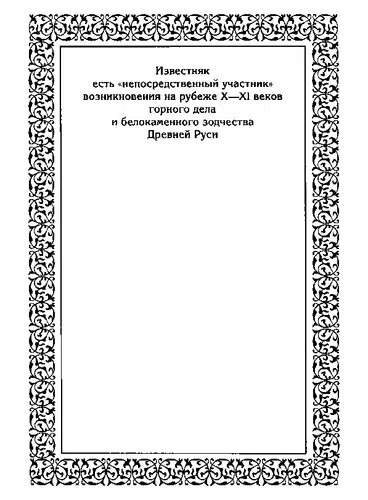 Известняк
есть «непосредственный участник»
возникновения на рубеже X—XI веков
горного дела
и белокаменного зодчества
Древней Руси